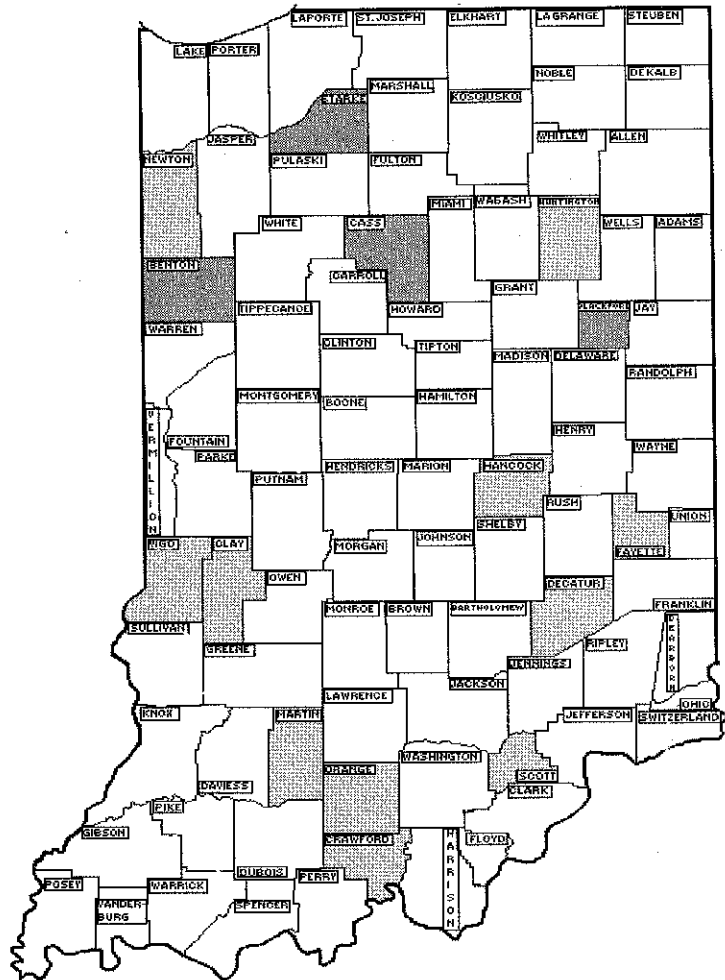 LAPORTE
ST. JOSEPH
ELKHART
LAGRANGE
STEUBEN
LAKE
PORTER
NOBLE
DEKALB
MARSHALL
STARKE
KOSCIUSKO
JASPER
WHITLEY
ALLEN
NEWTON
PULASKI
FULTON
MIAMI
WABASH
HUNTINGTON
WHITE
CASS
WELLS
ADAMS
BENTON
CARROLL
GRANT
TIPPECANOE
HOWARD
BLACKFORD
JAY
WARREN
CLINTON
TIPTON
MADISON
DELAWARE
RANDOLPH
MONTGOMERY
BOONE
HAMILTON
VERMILLION
HENRY
FOUNTAIN
WAYNE
PARKE
HENDRICKS
MARION
HANCOCK
PUTNAM
RUSH
UNION
SHELBY
JOHNSON
VIGO
CLAY
MORGAN
FAYETTE
OWEN
DECATUR
MONROE
BROWN
BARTHOLOMEW
FRANKLIN
DEARBORN
SULLIVAN
RIPLEY
GREENE
JENNINGS
JACKSON
LAWRENCE
OHIO
KNOX
MARTIN
JEFFERSON
SWITZERLAND
WASHINGTON
ORANGE
SCOTT
DAVIESS
CLARK
PIKE
GIBSON
CRAWFORD
FLOYD
HARRISON
DUBOIS
PERRY
POSEY
WARRICK
VANDER-
BURG
SPENCER